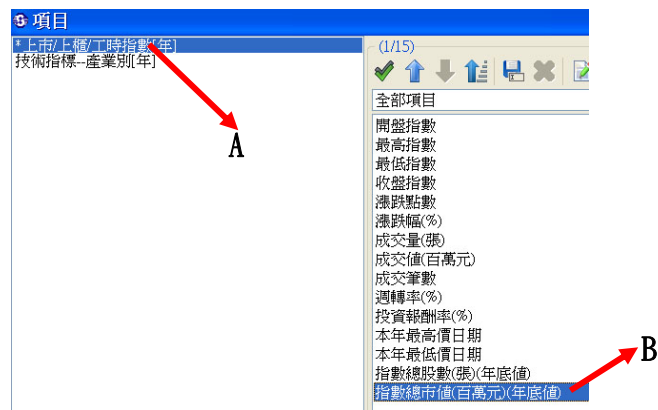 項目
* 上市/上櫃/工時指數[年]
技術指標--產業別[年]
A
(1/15)
全部項目
開盤指數
最高指數
最低指數
收盤指數
漲跌點數
漲跌幅(%)
成交量(張)
成交值(百萬元)
成交筆數
週轉率(%)
投資報酬率(%)
本年最高價日期
本年最低價日期
指數總股數(張)(年底值)
指數總市值(百萬元)(年底值)
B